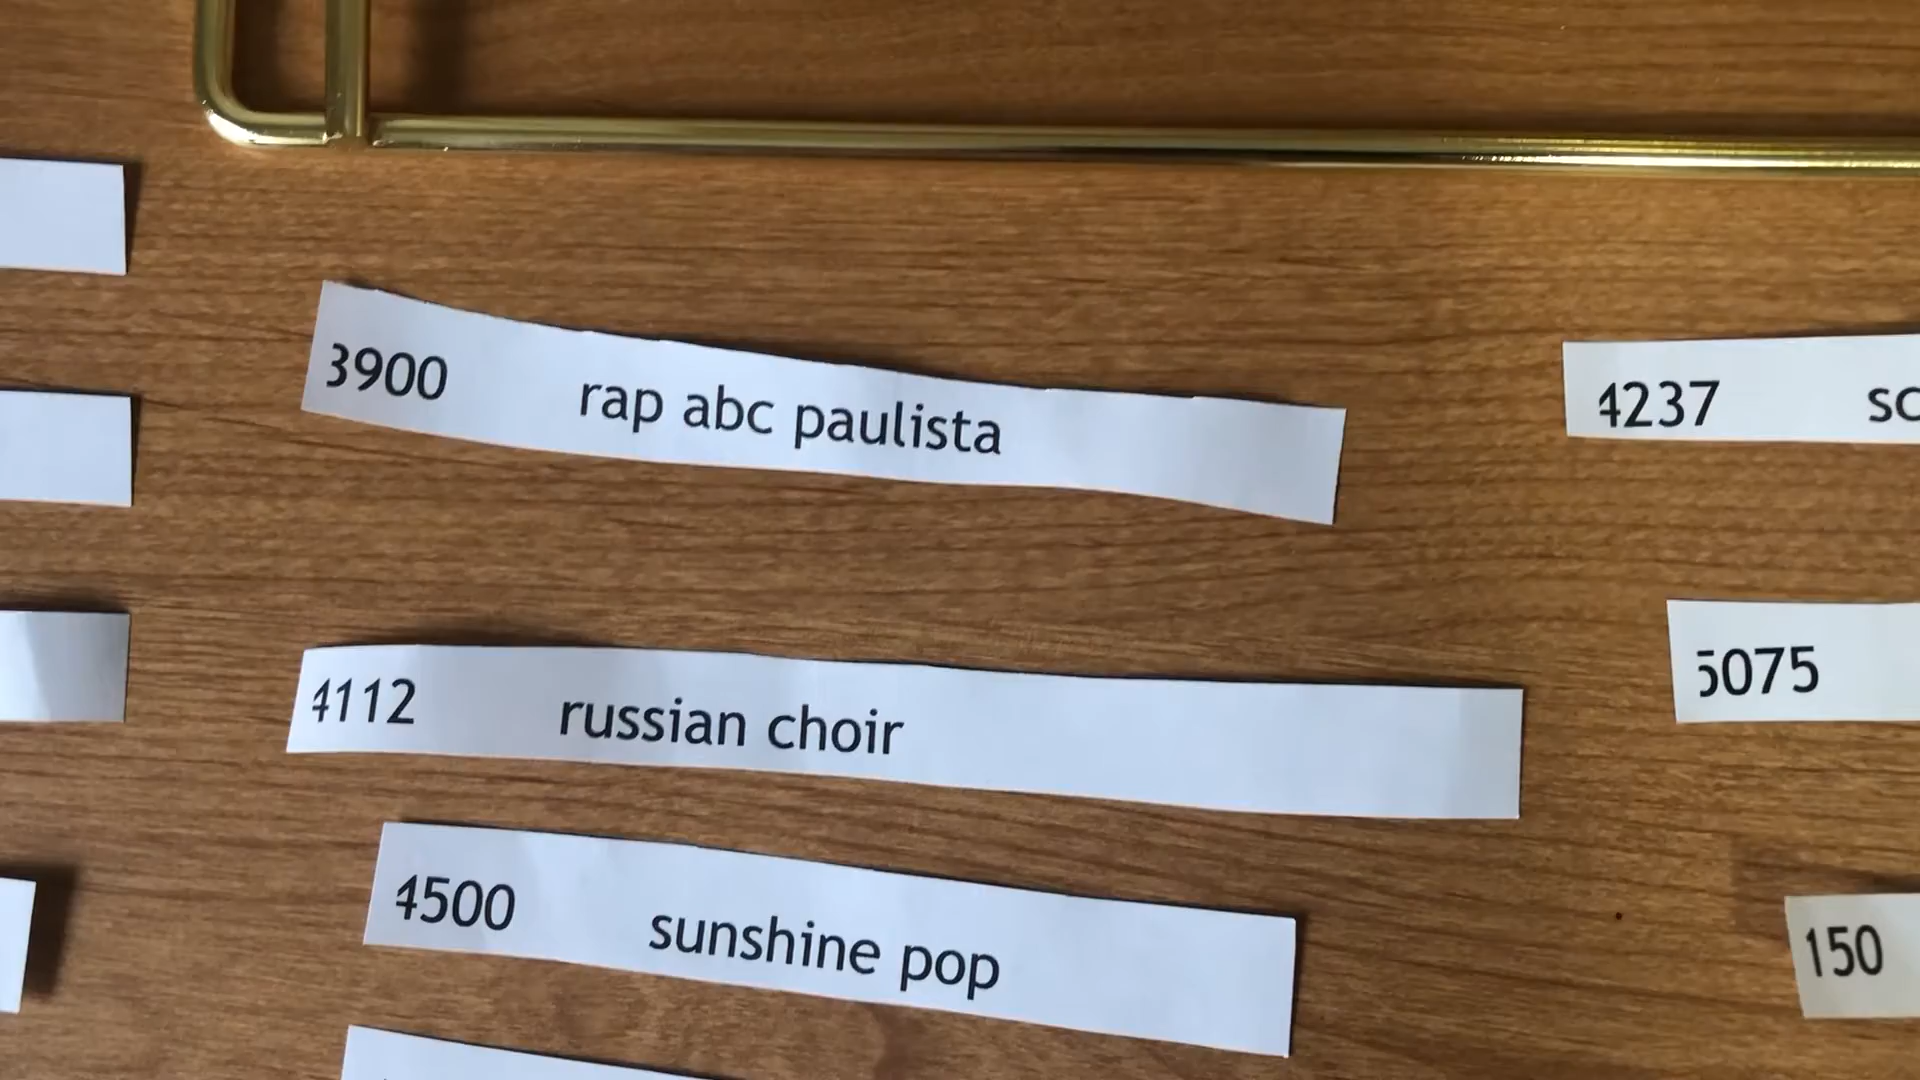 3900 rap abc paulista
4112 russian choir
4500 sunshine pop
4237
5075
150